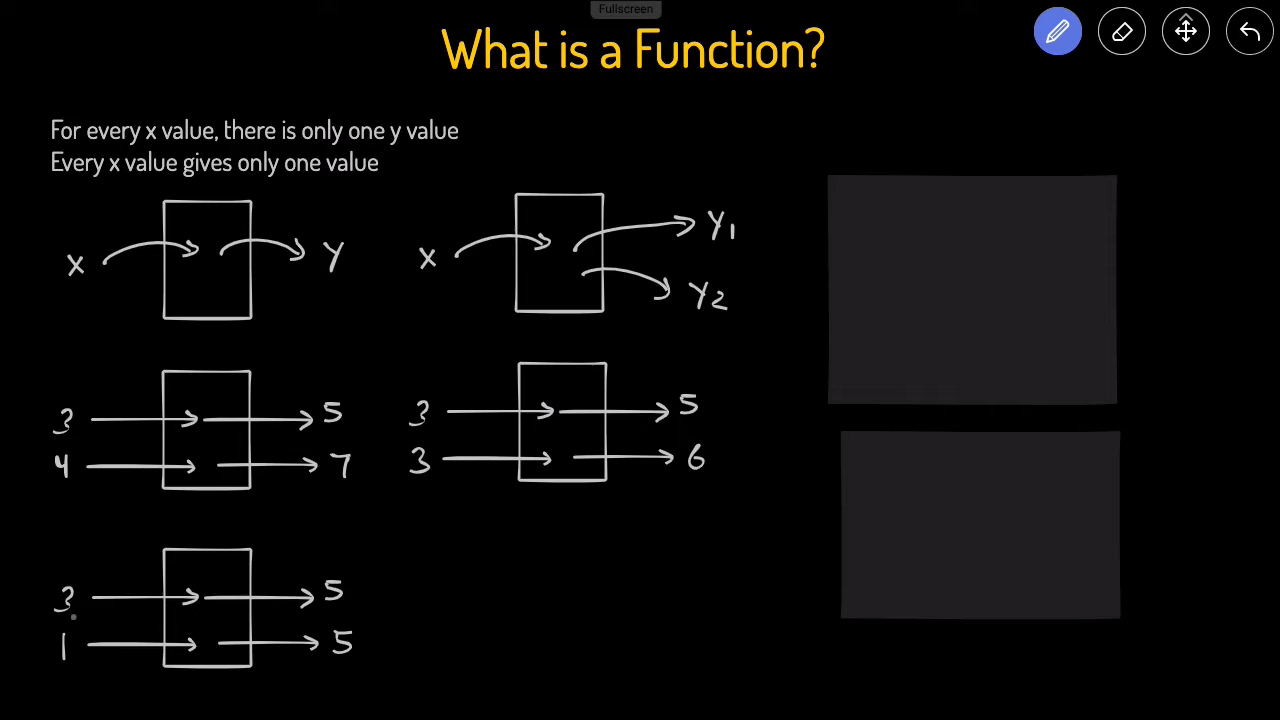 Fullscreen
What is a Function?
For every x value, there is only one y value
Every x value gives only one value
x y
x y1
y2
3 5
4 7
3 5
3 6
3 5
1 5